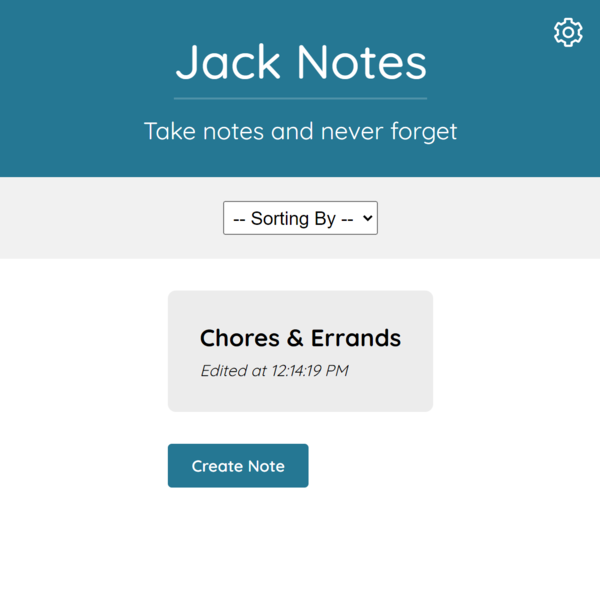 Jack Notes
Take notes and never forget
-- Sorting By --
Chores & Errands
Edited at 12:14:19 PM
Create Note